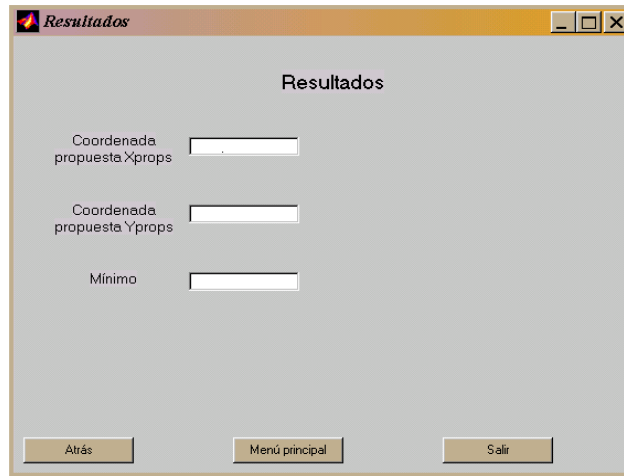 Resultados
Resultados
Coordenada
propuesta Xprops
Coordenada
propuesta Yprops
Mínimo
Atrás
Menú principal
Salir